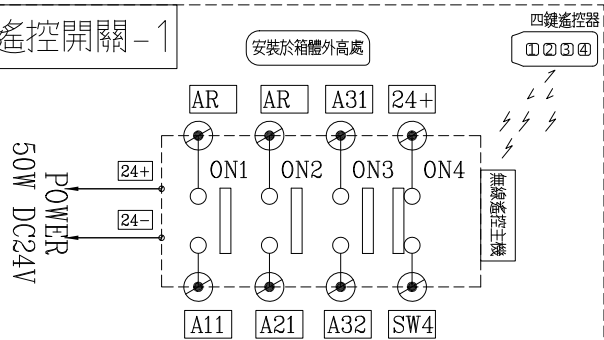 遙控開關-1
安裝於箱體外高處
四鍵遙控器
①②③④
AR AR A31 24+
ON1 ON2 ON3 ON4
24+
24-
POWER
50W DC24V
無線遙控主機
A11 A21 A32 SW4